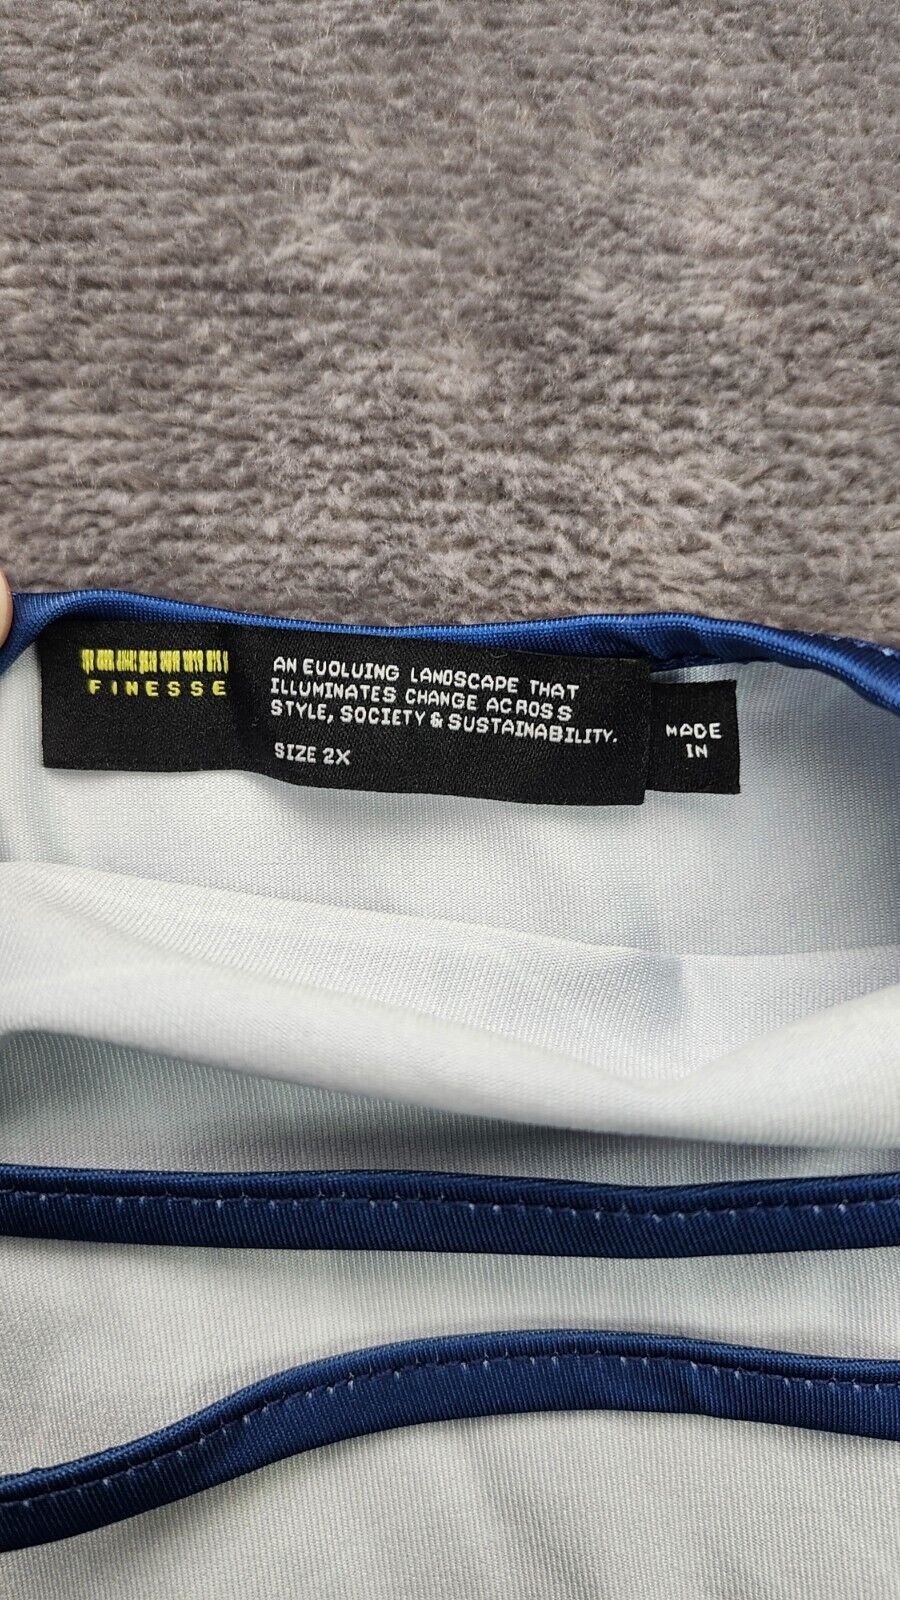 FINESSE
AN EVOLVING LANDSCAPE THAT
ILLUMINATES CHANGE ACROSS
STYLE, SOCIETY & SUSTAINABILITY.
SIZE 2X
MADE
IN